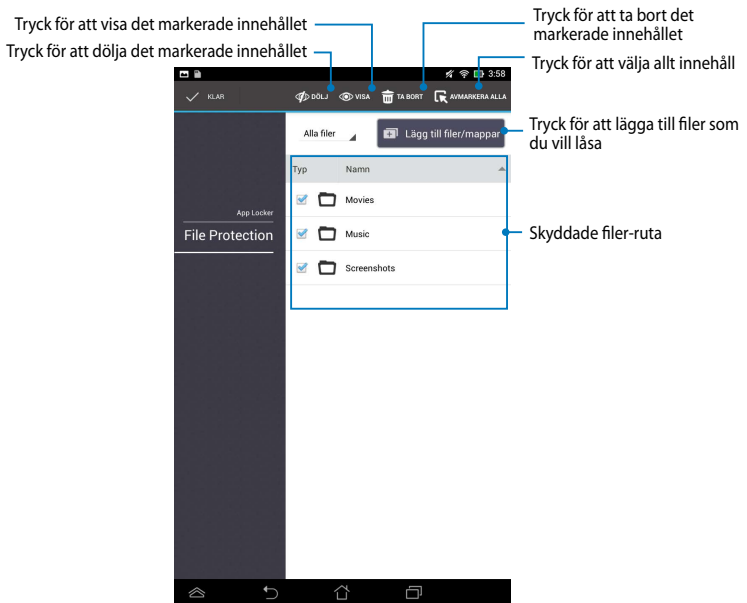 Tryck för att visa det markerade innehållet
Tryck för att dölja det markerade innehållet
Tryck för att ta bort det
markerade innehållet
Tryck för att välja allt innehåll
3:58
KLAR
DÖLJ
VISA
TA BORT
AVMARKERA ALLA
Alla filer
Lägg till filer/mappar
Tryck för att lägga till filer som
du vill låsa
Typ Namn
Movies
App Locker
File Protection
Music
Skyddade filer-ruta
Screenshots